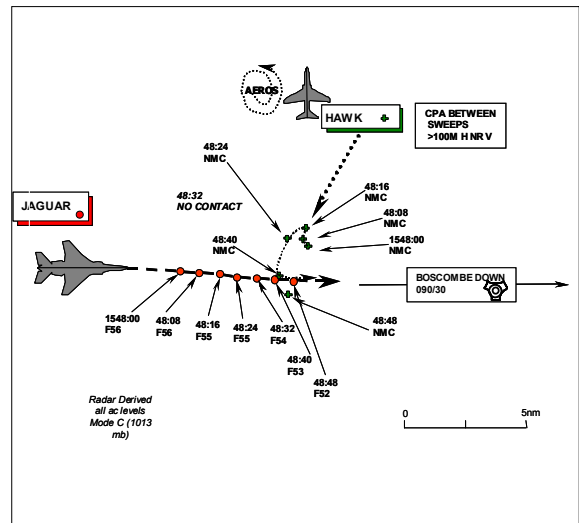 AEROS
HAWK
CPA BETWEEN
SWEEPS
>100M H NR V
48:24
NMC
48:16
NMC
48:32
NO CONTACT
48:08
NMC
JAGUAR
1548:00
NMC
48:40
NMC
BOSCOMBE DOWN
090/30
1548:00
F56
48:08
F56
48:16
F55
48:24
F55
48:32
F54
48:40
F53
48:48
F52
48:48
NMC
Radar Derived
all ac levels
Mode C (1013
mb)
0
5nm